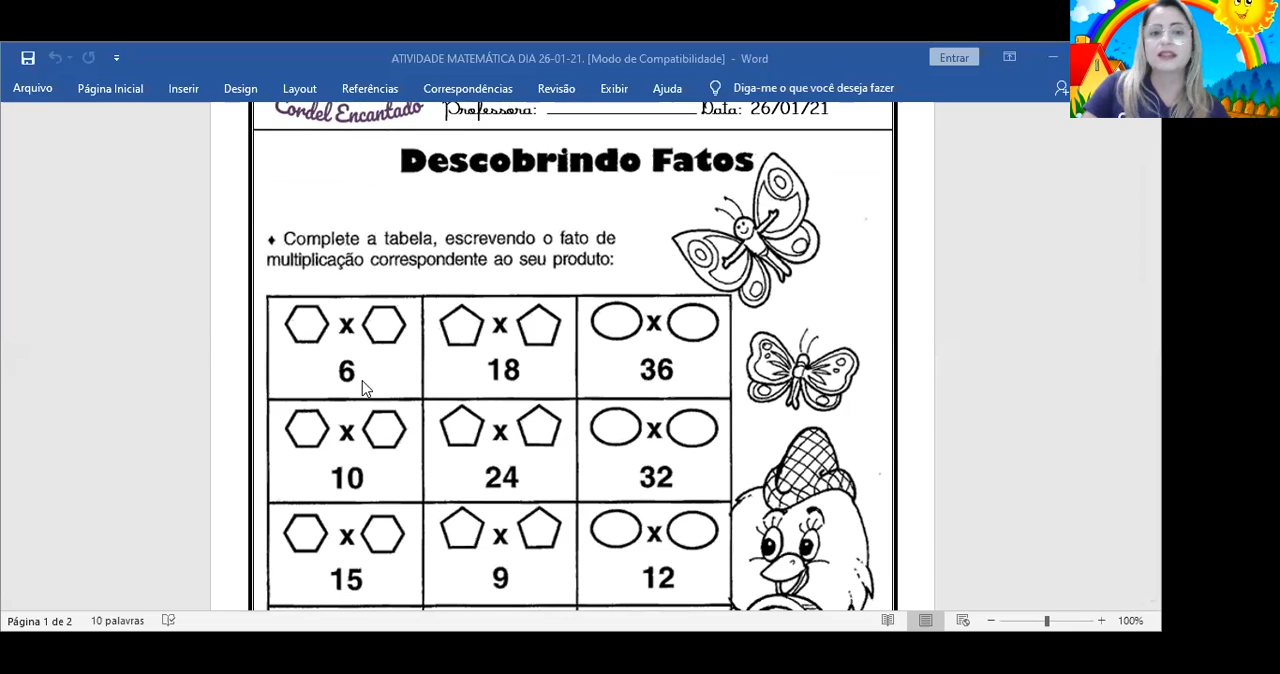 ATIVIDADE MATEMÁTICA DIA 26-01-21. [Modo de Compatibilidade] - Word
Entrar
Arquivo Página Inicial Inserir Design Layout Referências Correspondências Revisão Exibir Ajuda Diga-me o que você deseja fazer
Cordel Encantado Professora: Data: 26/01/21
Descobrindo Fatos
♦ Complete a tabela, escrevendo o fato de
multiplicação correspondente ao seu produto:
x x x
6 18 36
x x x
10 24 32
x x x
15 9 12
Página 1 de 2 10 palavras 100%